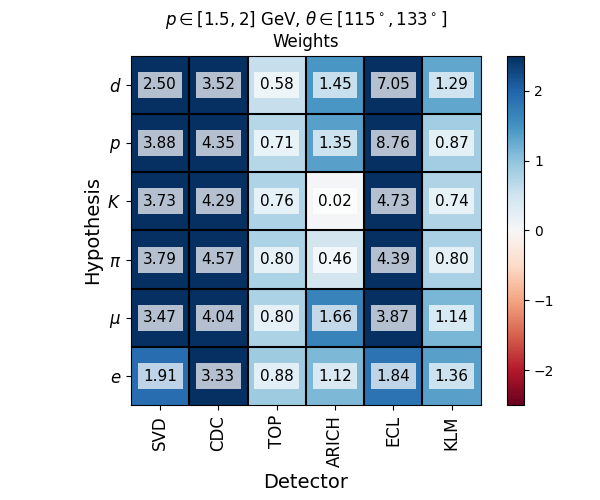 p ∈ [1.5, 2] GeV, θ ∈ [115°, 133°]
Weights
Hypothesis
d 2.50 3.52 0.58 1.45 7.05 1.29
p 3.88 4.35 0.71 1.35 8.76 0.87
K 3.73 4.29 0.76 0.02 4.73 0.74
π 3.79 4.57 0.80 0.46 4.39 0.80
μ 3.47 4.04 0.80 1.66 3.87 1.14
e 1.91 3.33 0.88 1.12 1.84 1.36
SVD CDC TOP ARICH ECL KLM
Detector
2
1
0
−1
−2